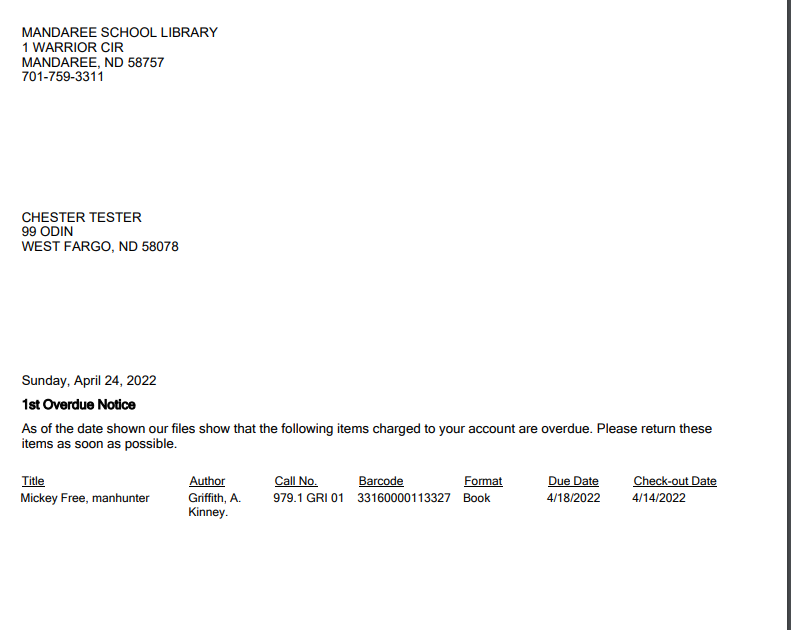 MANDAREE SCHOOL LIBRARY
1 WARRIOR CIR
MANDAREE, ND 58757
701-759-3311
CHESTER TESTER
99 ODIN
WEST FARGO, ND 58078
Sunday, April 24, 2022
1st Overdue Notice
As of the date shown our files show that the following items charged to your account are overdue. Please return these
items as soon as possible.
Title Author Call No. Barcode Format Due Date Check-out Date
Mickey Free, manhunter Griffith, A. 979.1 GRI 01 33160000113327 Book 4/18/2022 4/14/2022
Kinney.